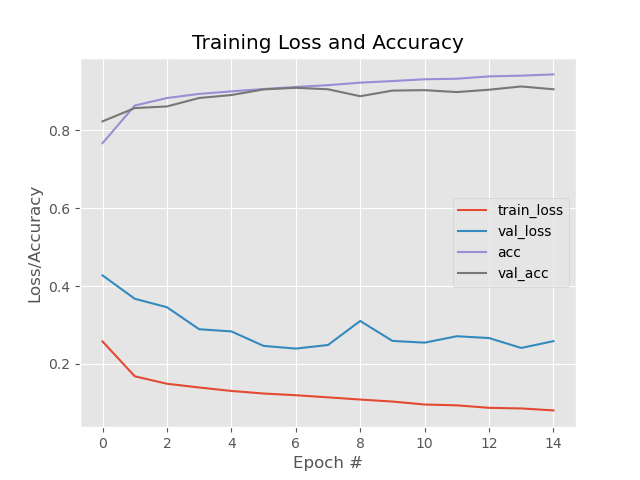 Training Loss and Accuracy
Loss/Accuracy
0.8
0.6
0.4
0.2
train_loss
val_loss
acc
val_acc
0 2 4 6 8 10 12 14
Epoch #